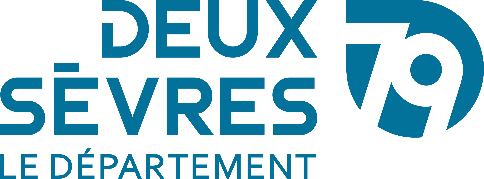 DEUX
SÈVRES
LE DÉPARTEMENT
79